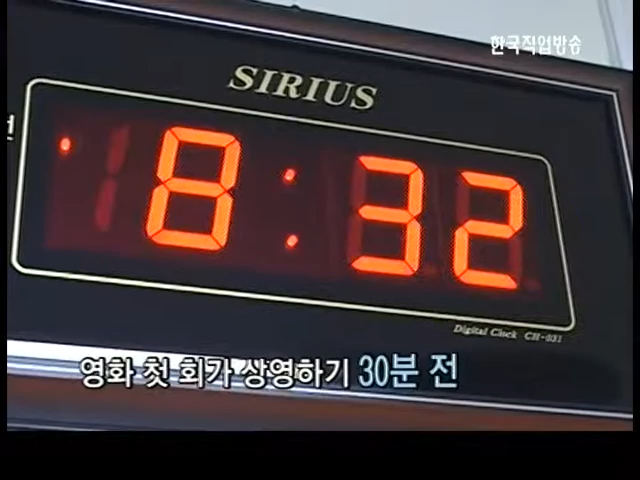 한국직업방송
SIRIUS
전
8:32
Digital Clock CH-031
영화 첫 회가 상영하기 30분 전